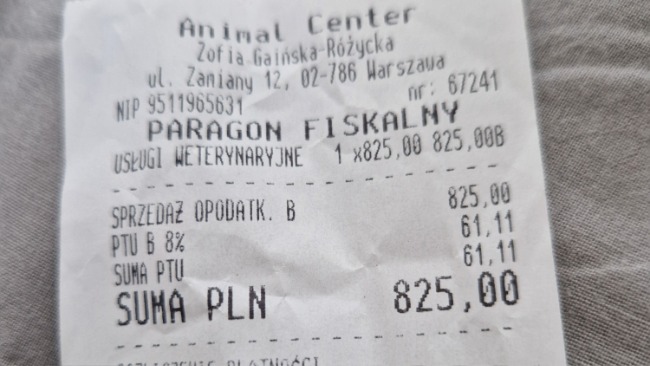 Animal Center
Zofia Gaińska-Różycka
ul. Zaniany 12, 02-786 Warszawa
NIP 9511965631 nr: 67241
PARAGON FISKALNY
USŁUGI WETERYNARYJNE 1 x825,00 825,00B
SPRZEDAŻ OPODATK. B 825,00
PTU B 8% 61,11
SUMA PTU 61,11
SUMA PLN 825,00